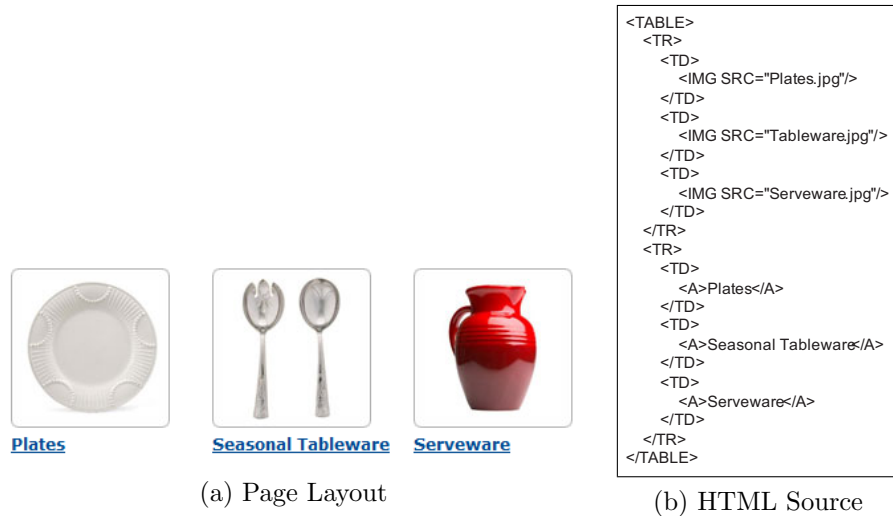 Plates
Seasonal Tableware
Serveware
(a) Page Layout
<TABLE>
<TR>
<TD>
<IMG SRC="Plates.jpg"/>
</TD>
<TD>
<IMG SRC="Tableware.jpg"/>
</TD>
<TD>
<IMG SRC="Serveware.jpg"/>
</TD>
</TR>
<TR>
<TD>
<A>Plates</A>
</TD>
<TD>
<A>Seasonal Tableware</A>
</TD>
<TD>
<A>Serveware</A>
</TD>
</TR>
</TABLE>
(b) HTML Source